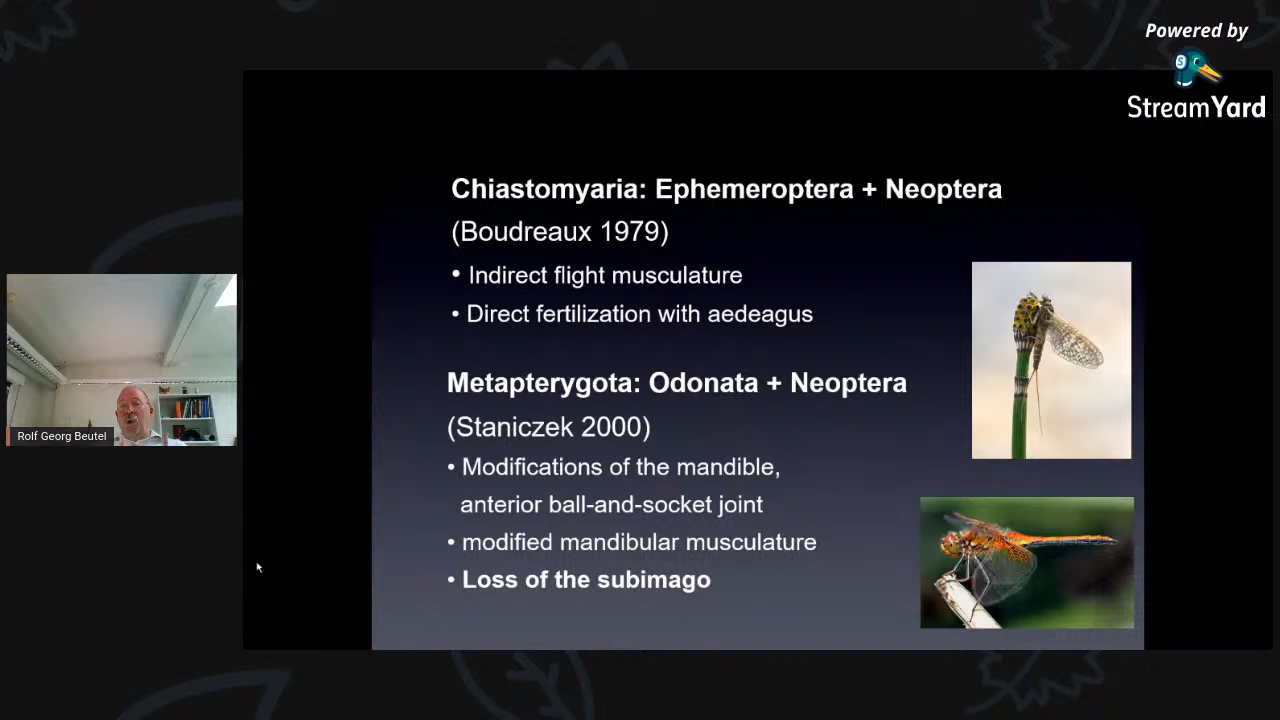 Powered by
StreamYard
Chiastomyaria: Ephemeroptera + Neoptera
(Boudreaux 1979)
• Indirect flight musculature
• Direct fertilization with aedeagus
Metapterygota: Odonata + Neoptera
(Staniczek 2000)
• Modifications of the mandible,
anterior ball-and-socket joint
• modified mandibular musculature
• Loss of the subimago
Rolf Georg Beutel